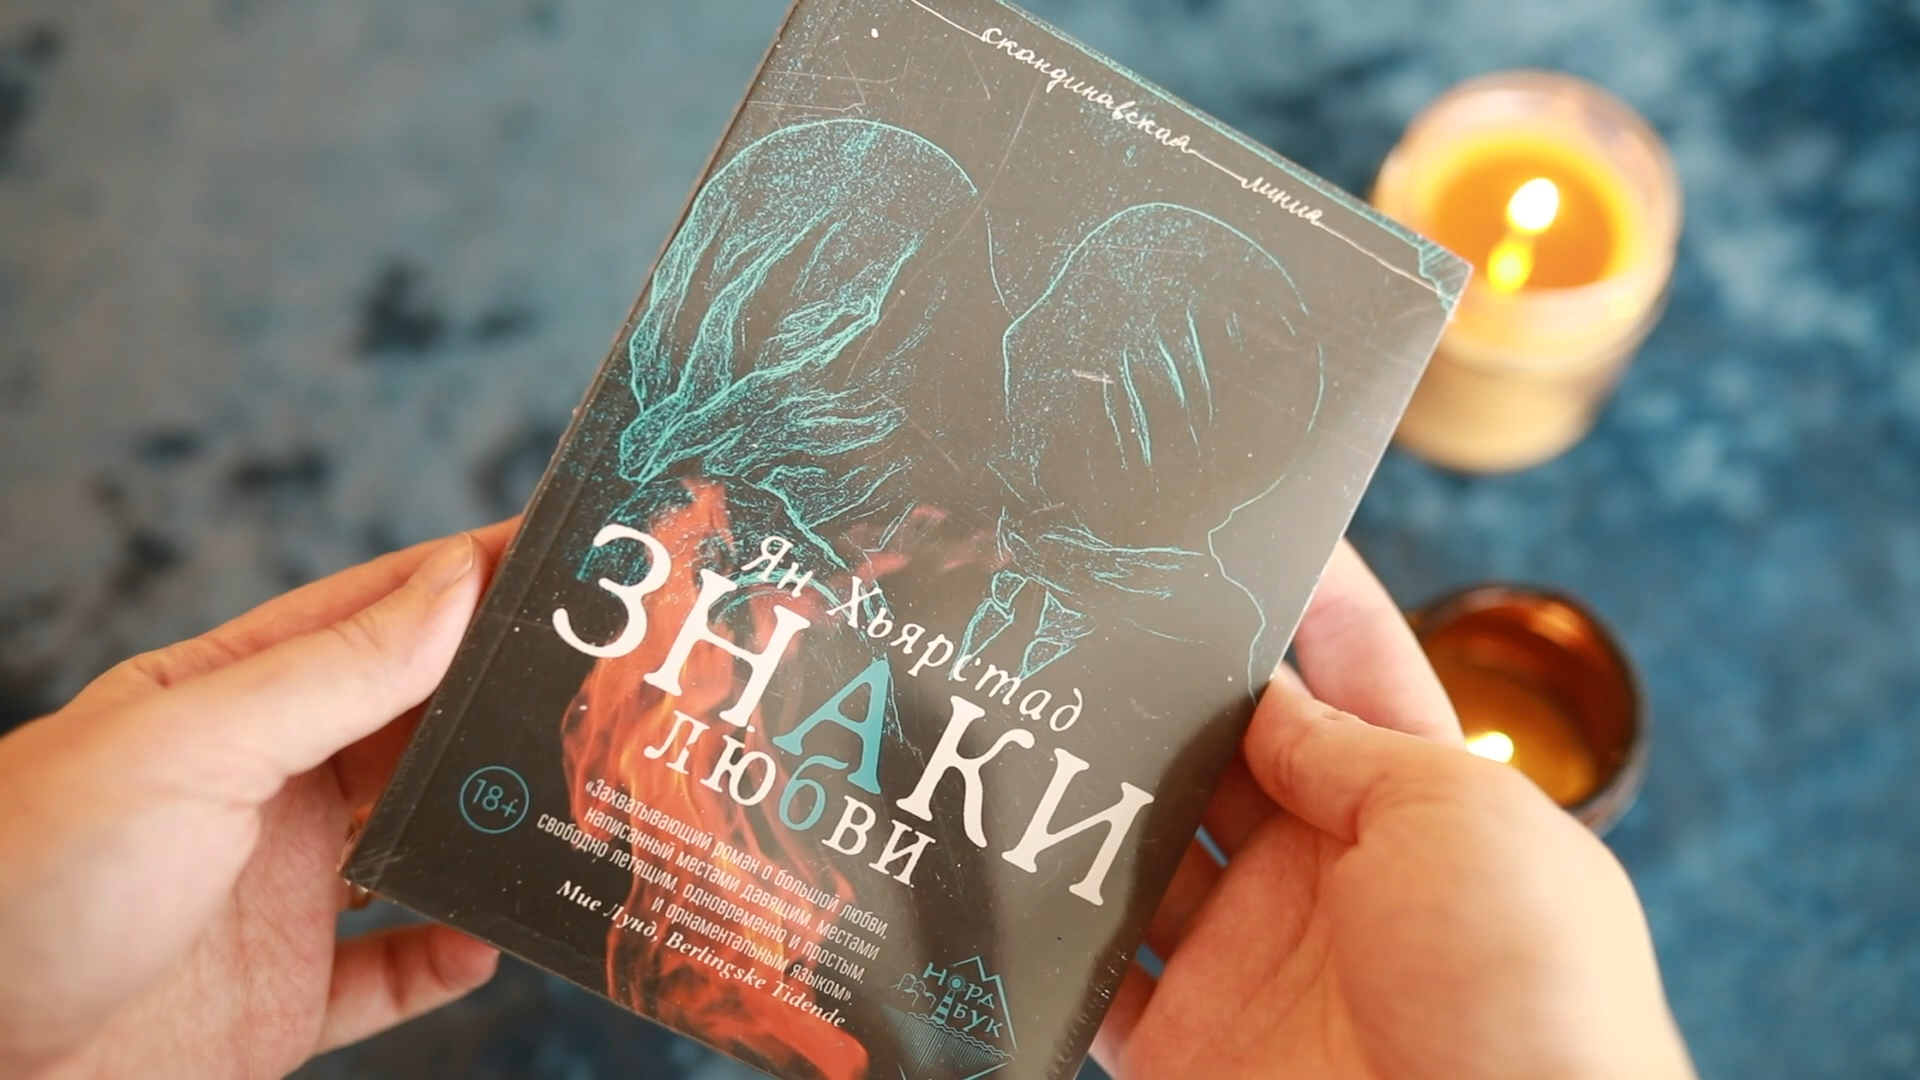 скандинавская линия
Ян Хьярстад
ЗНАКИ
ЛЮБВИ
18+
«Захватывающий роман о большой любви,
написанный местами давящим, местами
свободно летящим, одновременно и простым,
и орнаментальным языком».
Мие Лунд, Berlingske Tidende
НОРД
БУК